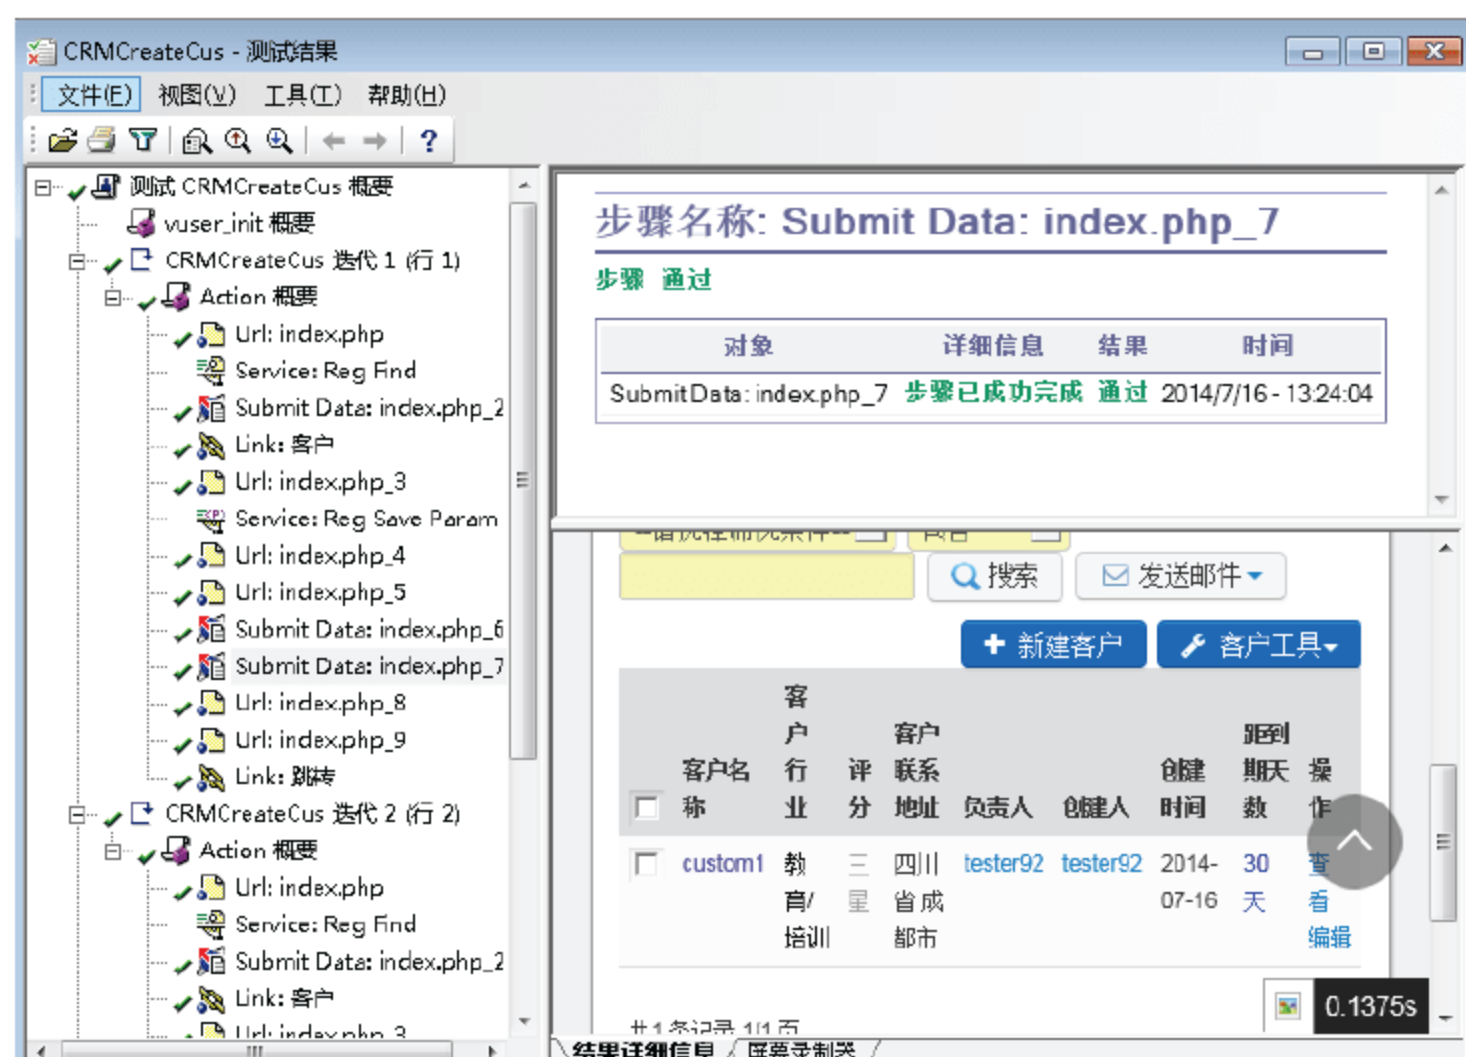 CRMCreateCus - 测试结果
文件(F) 视图(V) 工具(T) 帮助(H)
测试 CRMCreateCus 概要
vuser_init 概要
CRMCreateCus 迭代 1 (行 1)
Action 概要
Url: index.php
Service: Reg Find
Submit Data: index.php_2
Link: 客户
Url: index.php_3
Service: Reg Save Param
Url: index.php_4
Url: index.php_5
Submit Data: index.php_6
Submit Data: index.php_7
Url: index.php_8
Url: index.php_9
Link: 跳转
CRMCreateCus 迭代 2 (行 2)
Action 概要
Url: index.php
Service: Reg Find
Submit Data: index.php_2
Link: 客户
Url: index.php_3
步骤名称: Submit Data: index.php_7
步骤 通过
对象 详细信息 结果 时间
Submit Data: index.php_7 步骤已成功完成 通过 2014/7/16 - 13:24:04
搜索 发送邮件
新建客户 客户工具
客户名称 客户行业 评分 客户联系地址 负责人 创建人 创建时间 距到期天数 操作
custom1 教育/培训 三星 四川省成都市 tester92 tester92 2014-07-16 30天 查看 编辑
共1 条记录 1/1 页
0.1375s
结果详细信息 屏幕录制器